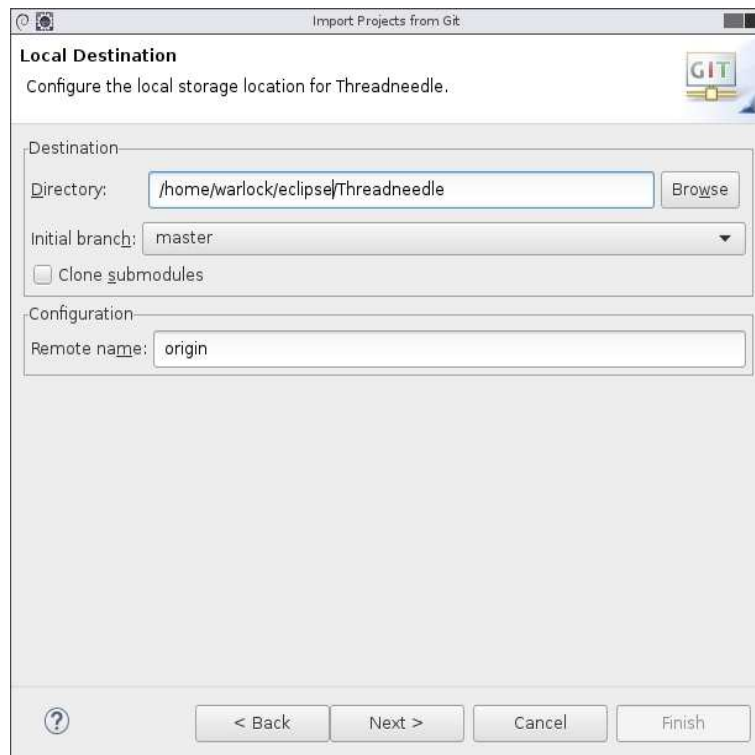 Import Projects from Git
Local Destination
Configure the local storage location for Threadneedle.
GIT
Destination
Directory: /home/warlock/eclipse/Threadneedle Browse
Initial branch: master
Clone submodules
Configuration
Remote name: origin
? < Back Next > Cancel Finish